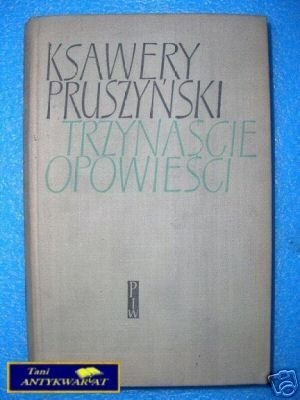 KSAWERY
PRUSZYŃSKI
TRZYNAŚCIE
OPOWIEŚCI
PIW
Tani
ANTYKWARIAT